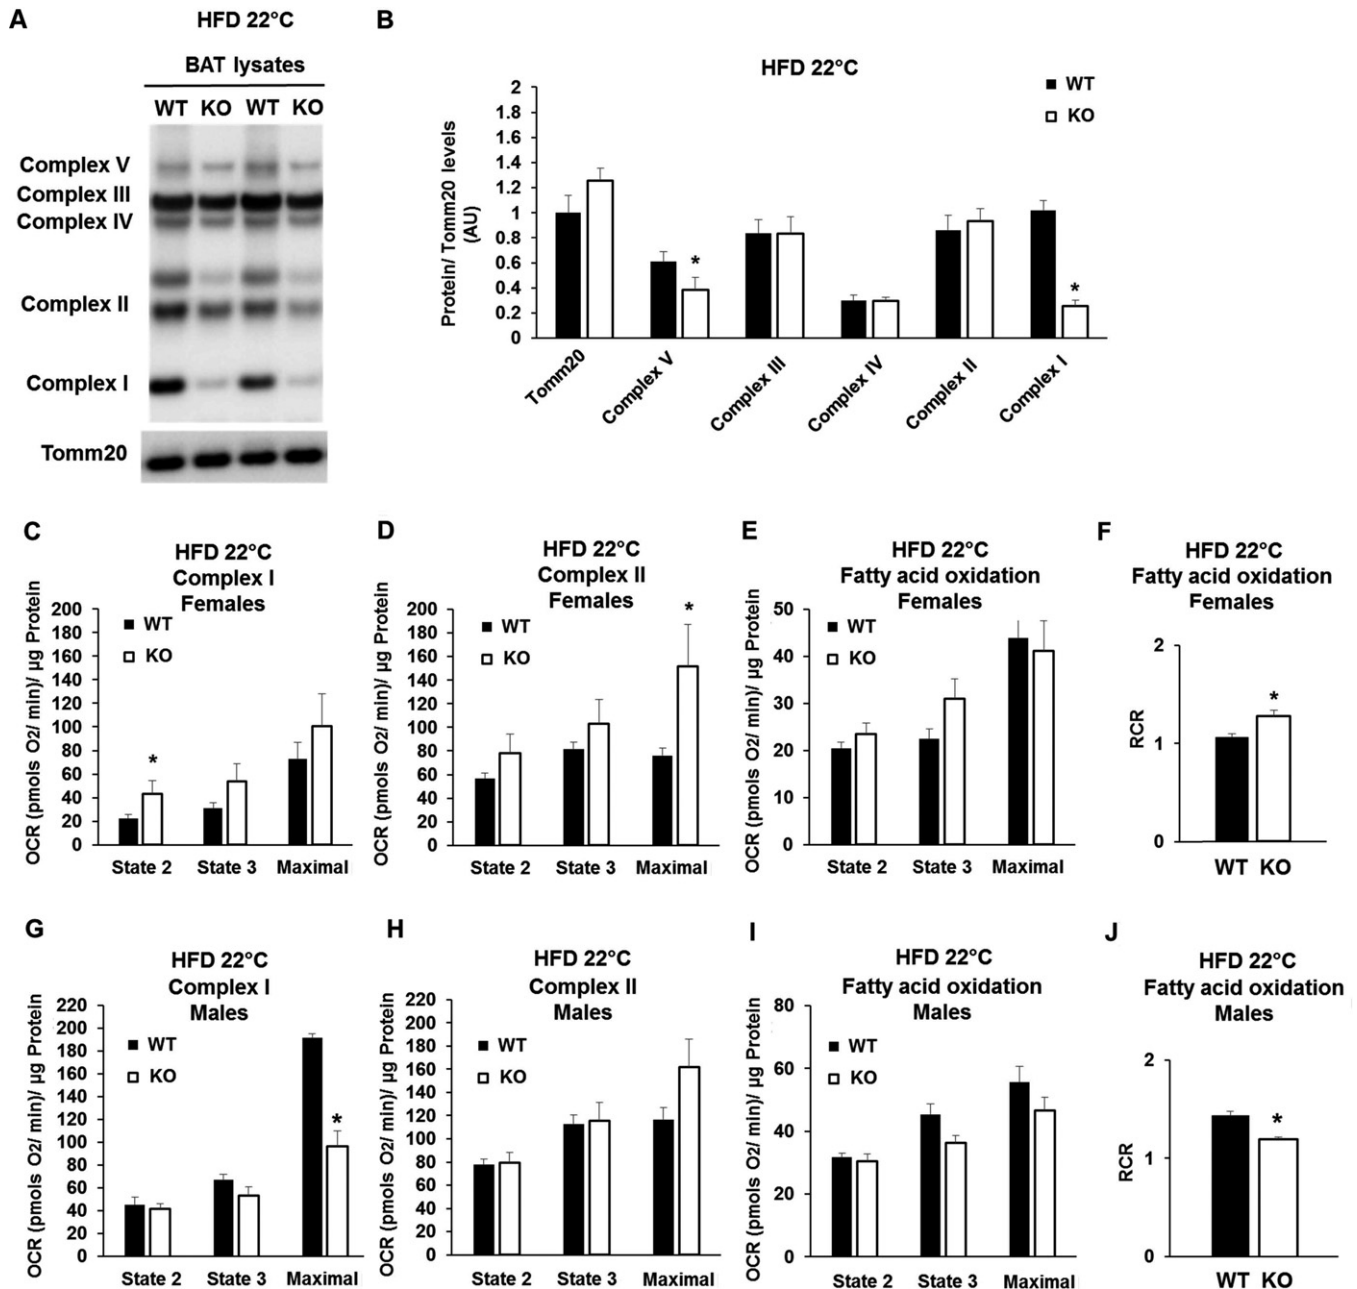 A
HFD 22°C
BAT lysates
WT KO WT KO
Complex V
Complex III
Complex IV
Complex II
Complex I
Tomm20
B
HFD 22°C
WT
KO
Protein/ Tomm20 levels
(AU)
2
1.8
1.6
1.4
1.2
1
0.8
0.6
0.4
0.2
0
*
*
Tomm20
Complex V
Complex III
Complex IV
Complex II
Complex I
C
HFD 22°C
Complex I
Females
WT
KO
OCR (pmols O2/ min)/ µg Protein
200
180
160
140
120
100
80
60
40
20
0
*
State 2 State 3 Maximal
D
HFD 22°C
Complex II
Females
WT
KO
OCR (pmols O2/ min)/ µg Protein
200
180
160
140
120
100
80
60
40
20
0
*
State 2 State 3 Maximal
E
HFD 22°C
Fatty acid oxidation
Females
WT
KO
OCR (pmols O2/ min)/ µg Protein
50
40
30
20
10
0
State 2 State 3 Maximal
F
HFD 22°C
Fatty acid oxidation
Females
RCR
2
1
0
*
WT KO
G
HFD 22°C
Complex I
Males
WT
KO
OCR (pmols O2/ min)/ µg Protein
220
200
180
160
140
120
100
80
60
40
20
0
*
State 2 State 3 Maximal
H
HFD 22°C
Complex II
Males
WT
KO
OCR (pmols O2/ min)/ µg Protein
220
200
180
160
140
120
100
80
60
40
20
0
State 2 State 3 Maximal
I
HFD 22°C
Fatty acid oxidation
Males
WT
KO
OCR (pmols O2/ min)/ µg Protein
80
60
40
20
0
State 2 State 3 Maximal
J
HFD 22°C
Fatty acid oxidation
Males
RCR
2
1
0
*
WT KO